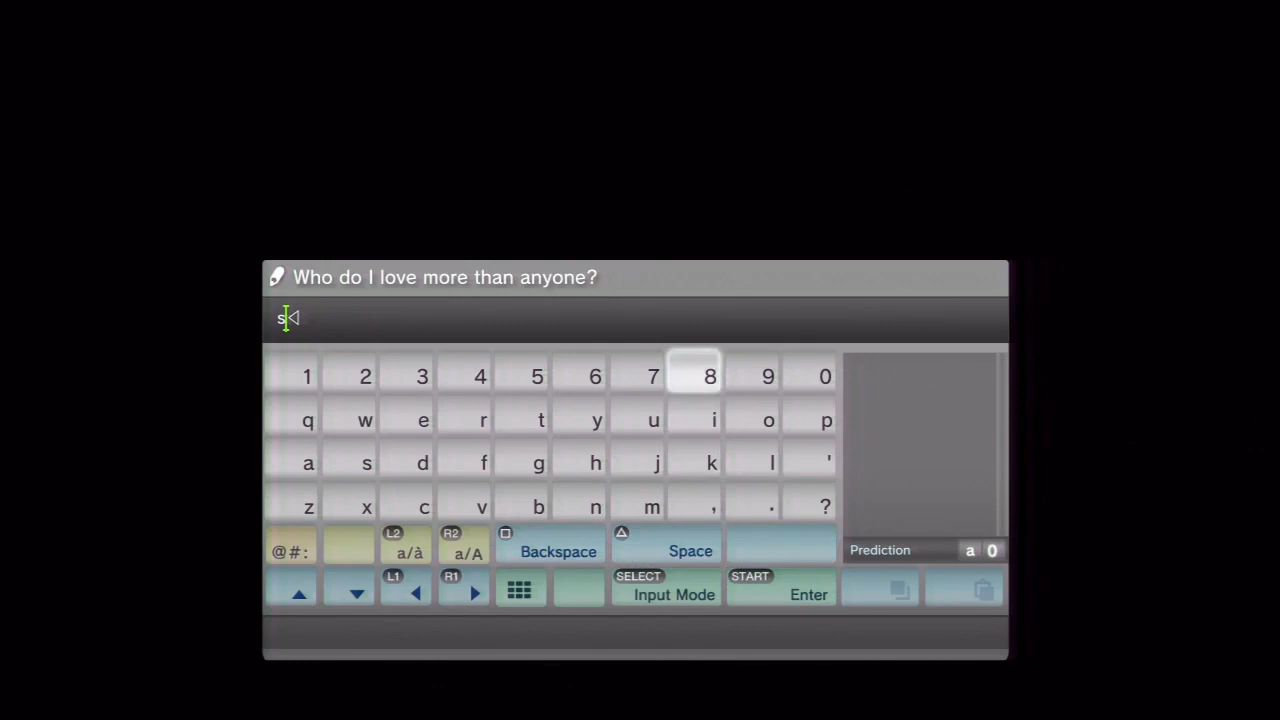 Who do I love more than anyone?
s
1 2 3 4 5 6 7 8 9 0
q w e r t y u i o p
a s d f g h j k l '
z x c v b n m , . ?
@#: L2 a/à R2 a/A Backspace Space Prediction a 0
L1 R1 SELECT Input Mode START Enter